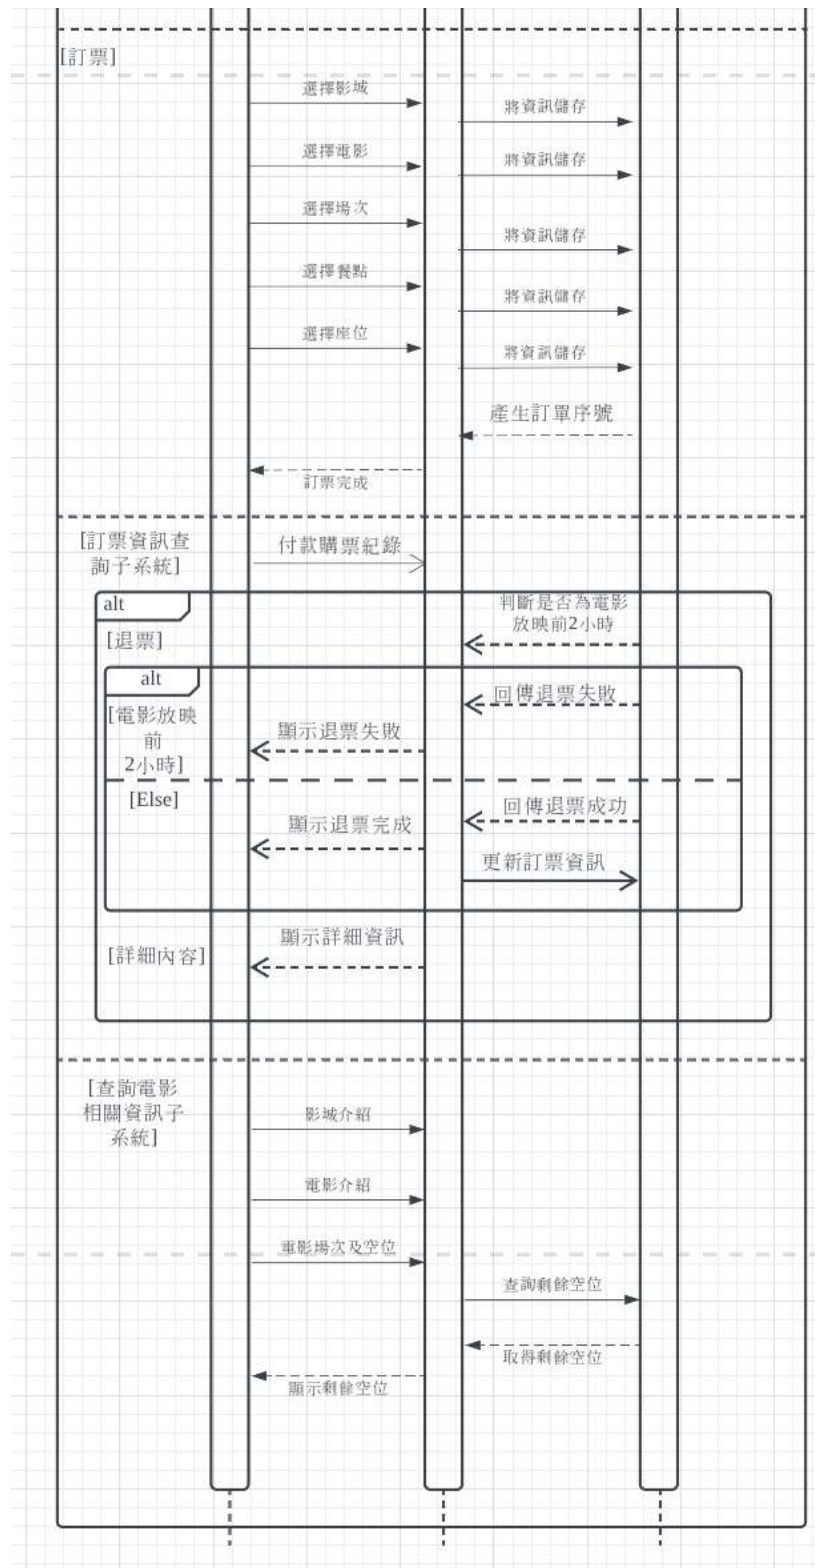 [訂票]
選擇影城
將資訊儲存
選擇電影
將資訊儲存
選擇場次
將資訊儲存
選擇餐點
將資訊儲存
選擇座位
將資訊儲存
產生訂單序號
訂票完成
[訂票資訊查
詢子系統]
付款購票紀錄
alt
判斷是否為電影
放映前2小時
[退票]
alt
回傳退票失敗
[電影放映
前
2小時]
顯示退票失敗
[Else]
回傳退票成功
顯示退票完成
更新訂票資訊
顯示詳細資訊
[詳細內容]
[查詢電影
相關資訊子
系統]
影城介紹
電影介紹
電影場次及空位
查詢剩餘空位
取得剩餘空位
顯示剩餘空位